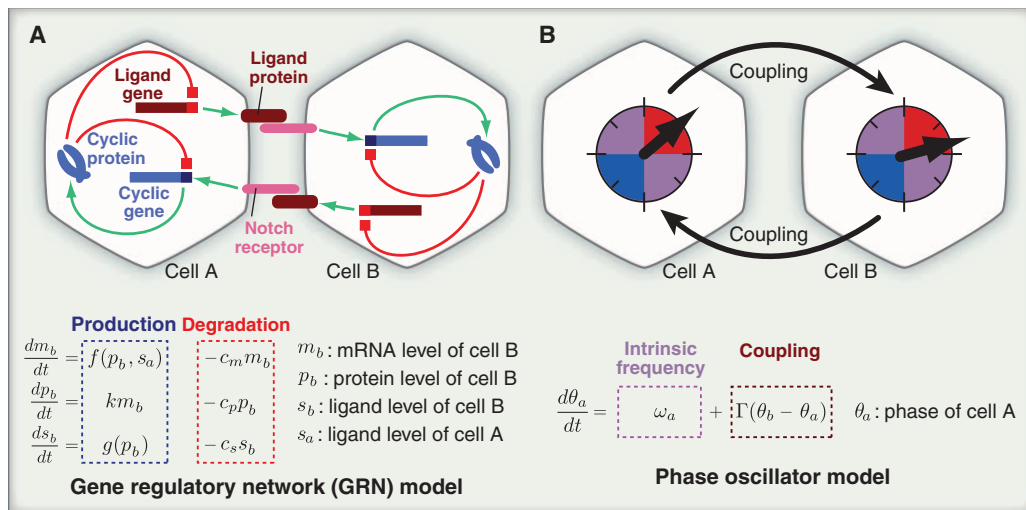 A
Ligand
gene
Ligand
protein
Cyclic
protein
Cyclic
gene
Notch
receptor
Cell A
Cell B
Production
Degradation
dm_b/dt = f(p_b, s_a) − c_m m_b
dp_b/dt = km_b − c_p p_b
ds_b/dt = g(p_b) − c_s s_b
m_b : mRNA level of cell B
p_b : protein level of cell B
s_b : ligand level of cell B
s_a : ligand level of cell A
Gene regulatory network (GRN) model
B
Coupling
Coupling
Cell A
Cell B
Intrinsic
frequency
Coupling
dθ_a/dt = ω_a + Γ(θ_b − θ_a)
θ_a : phase of cell A
Phase oscillator model